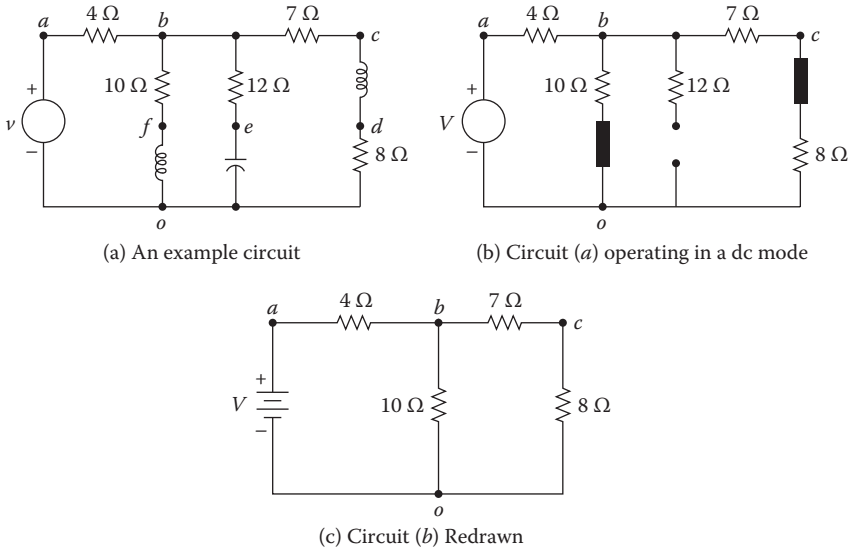 a 4 Ω b 7 Ω c
+ 10 Ω 12 Ω
v f e d
− 8 Ω
o
(a) An example circuit
a 4 Ω b 7 Ω c
+ 10 Ω 12 Ω
V
− 8 Ω
o
(b) Circuit (a) operating in a dc mode
a 4 Ω b 7 Ω c
+
V 10 Ω 8 Ω
−
o
(c) Circuit (b) Redrawn